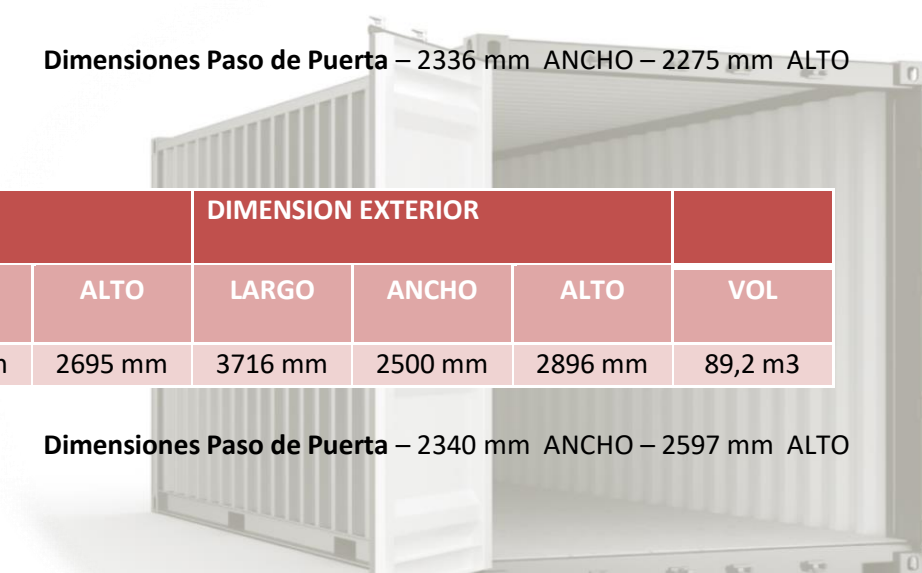 Dimensiones Paso de Puerta – 2336 mm ANCHO – 2275 mm ALTO
DIMENSION EXTERIOR
ALTO LARGO ANCHO ALTO VOL
2695 mm 3716 mm 2500 mm 2896 mm 89,2 m3
Dimensiones Paso de Puerta – 2340 mm ANCHO – 2597 mm ALTO